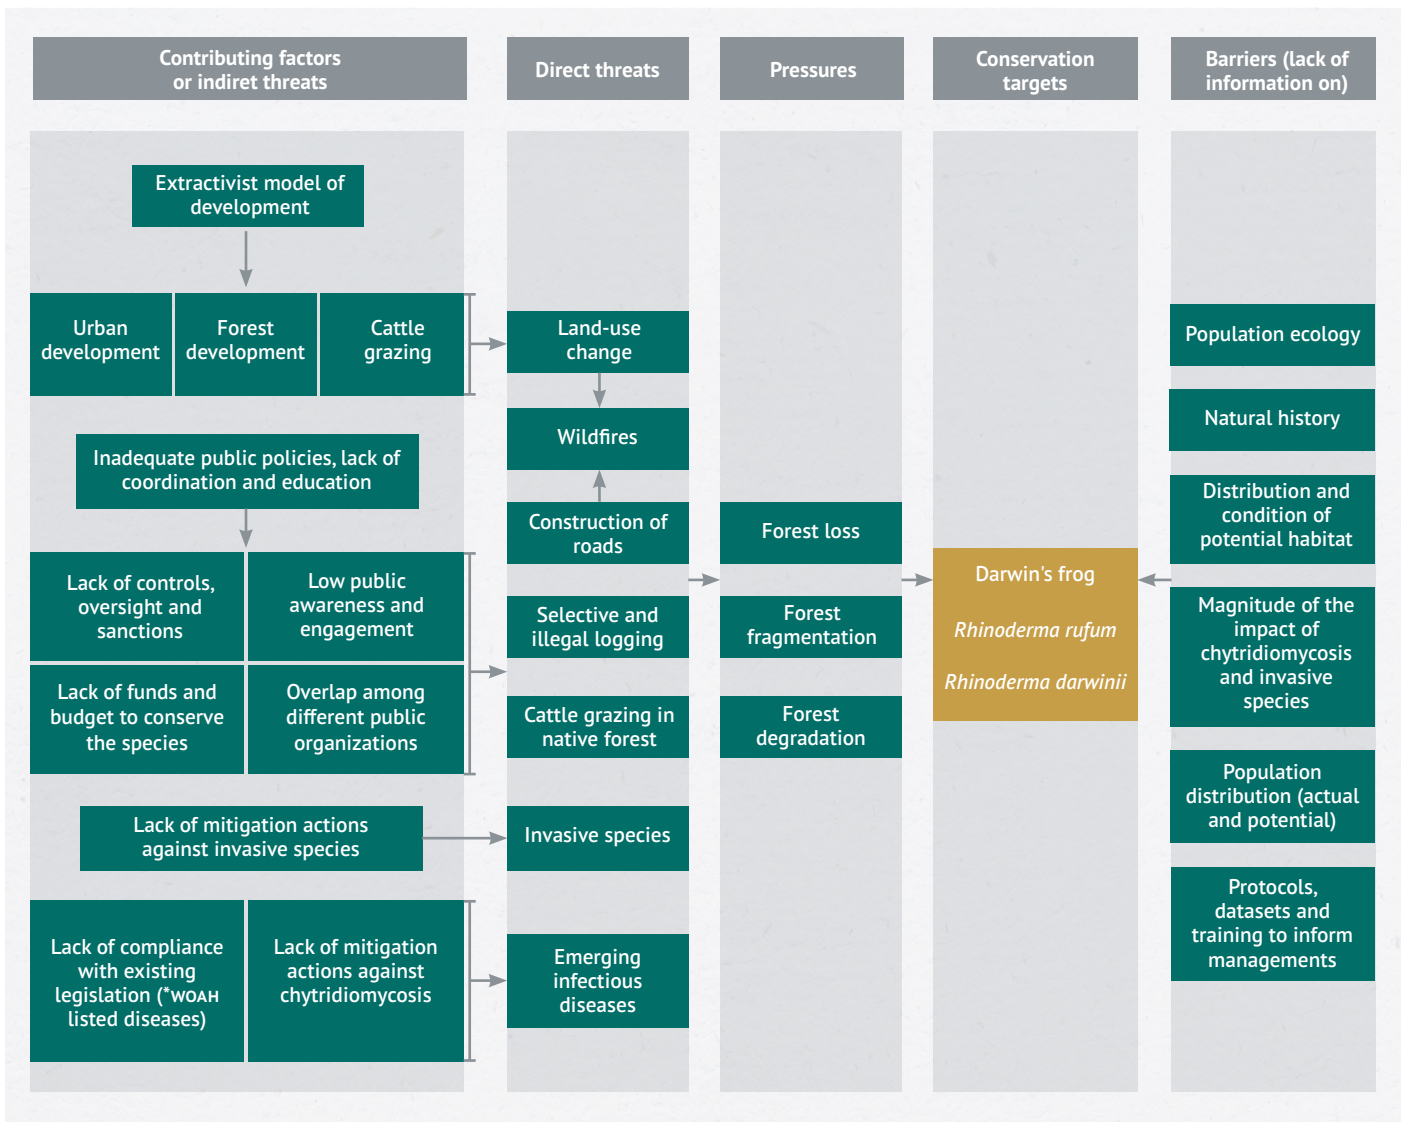 Contributing factors
or indiret threats
Direct threats
Pressures
Conservation
targets
Barriers (lack of
information on)
Extractivist model of
development
Urban
development
Forest
development
Cattle
grazing
Inadequate public policies, lack of
coordination and education
Lack of controls,
oversight and
sanctions
Low public
awareness and
engagement
Lack of funds and
budget to conserve
the species
Overlap among
different public
organizations
Lack of mitigation actions
against invasive species
Lack of compliance
with existing
legislation (*WOAH
listed diseases)
Lack of mitigation
actions against
chytridiomycosis
Land-use
change
Wildfires
Construction of
roads
Selective and
illegal logging
Cattle grazing in
native forest
Invasive species
Emerging
infectious
diseases
Forest loss
Forest
fragmentation
Forest
degradation
Darwin's frog
Rhinoderma rufum
Rhinoderma darwinii
Population ecology
Natural history
Distribution and
condition of
potential habitat
Magnitude of the
impact of
chytridiomycosis
and invasive
species
Population
distribution (actual
and potential)
Protocols,
datasets and
training to inform
managements